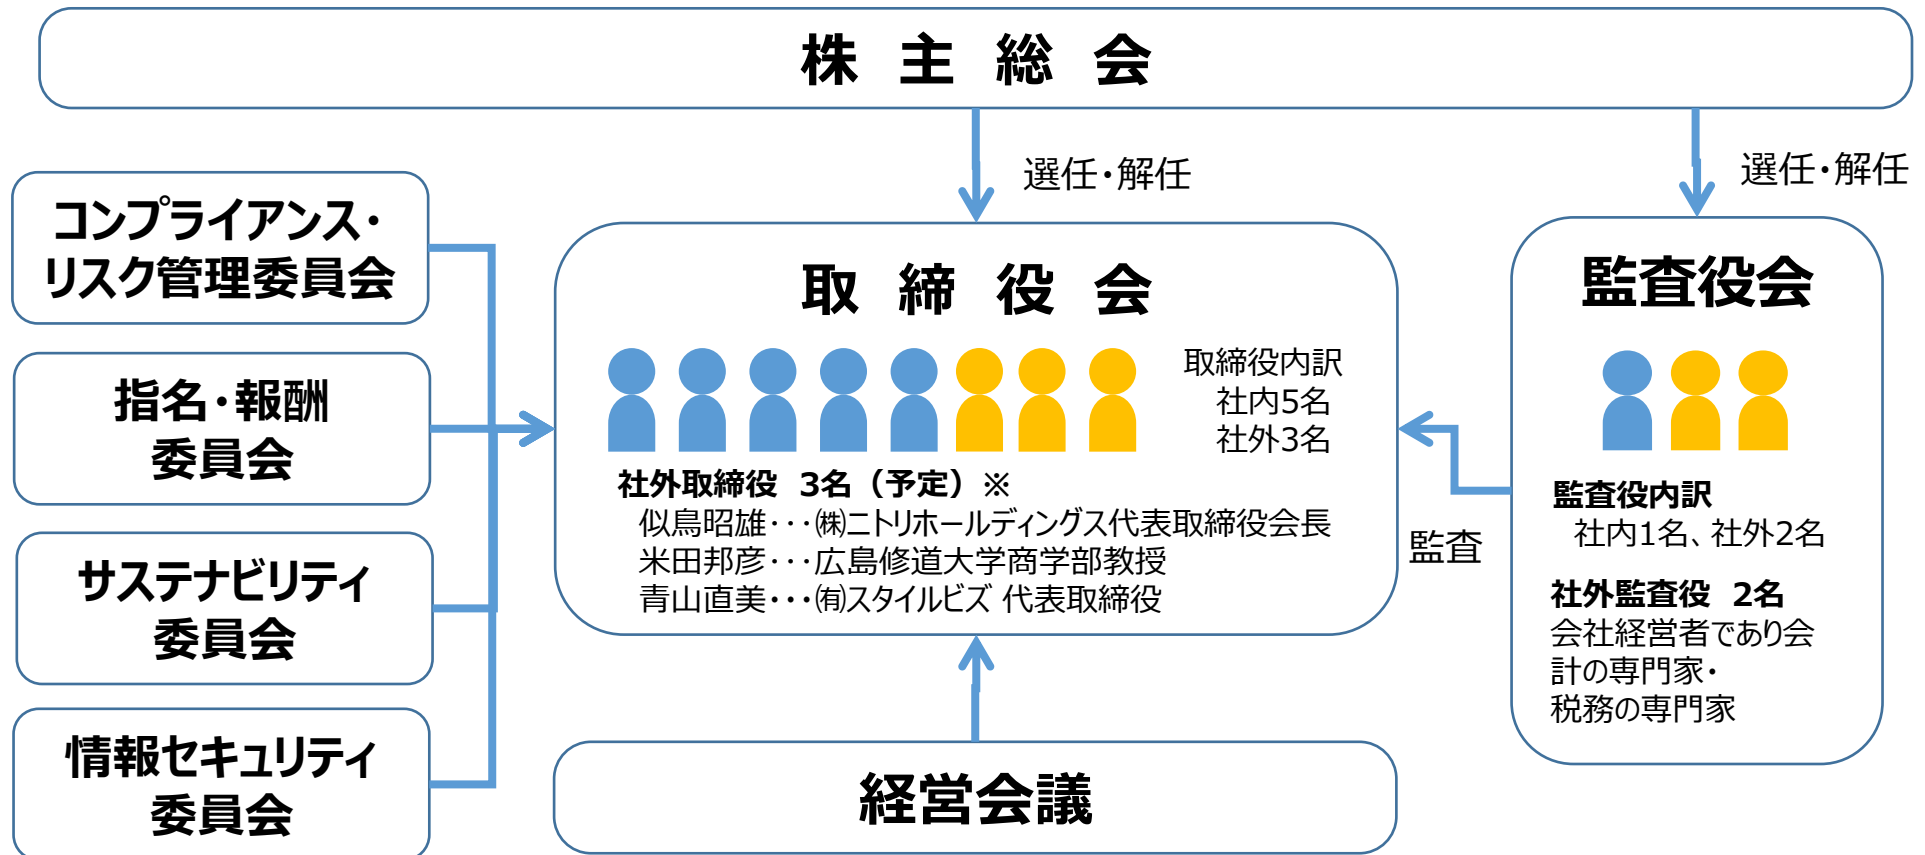 株 主 総 会
選任・解任
選任・解任
コンプライアンス・
リスク管理委員会
指名・報酬
委員会
サステナビリティ
委員会
情報セキュリティ
委員会
取 締 役 会
取締役内訳
社内5名
社外3名
社外取締役 3名（予定）※
似鳥昭雄・・・㈱ニトリホールディングス代表取締役会長
米田邦彦・・・広島修道大学商学部教授
青山直美・・・㈲スタイルビズ 代表取締役
監査
監査役会
監査役内訳
社内1名、社外2名
社外監査役 2名
会社経営者であり会
計の専門家・
税務の専門家
経営会議